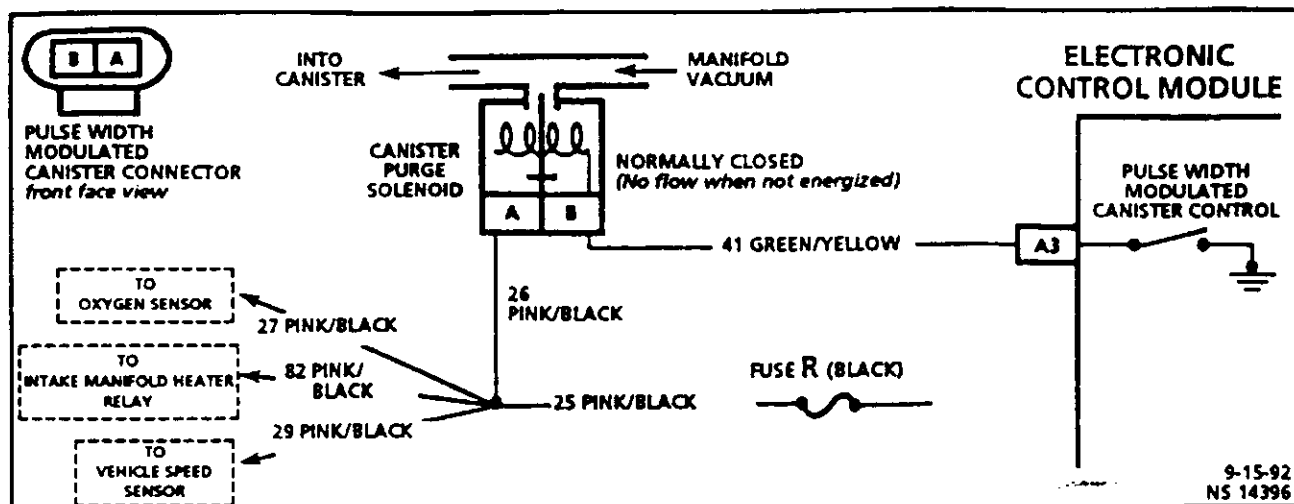 B A
PULSE WIDTH
MODULATED
CANISTER CONNECTOR
front face view
INTO
CANISTER
MANIFOLD
VACUUM
CANISTER
PURGE
SOLENOID
A B
NORMALLY CLOSED
(No flow when not energized)
ELECTRONIC
CONTROL MODULE
PULSE WIDTH
MODULATED
CANISTER CONTROL
41 GREEN/YELLOW
A3
26
PINK/BLACK
TO
OXYGEN SENSOR
27 PINK/BLACK
TO
INTAKE MANIFOLD HEATER
RELAY
82 PINK/
BLACK
25 PINK/BLACK
FUSE R (BLACK)
29 PINK/BLACK
TO
VEHICLE SPEED
SENSOR
9-15-92
NS 14396